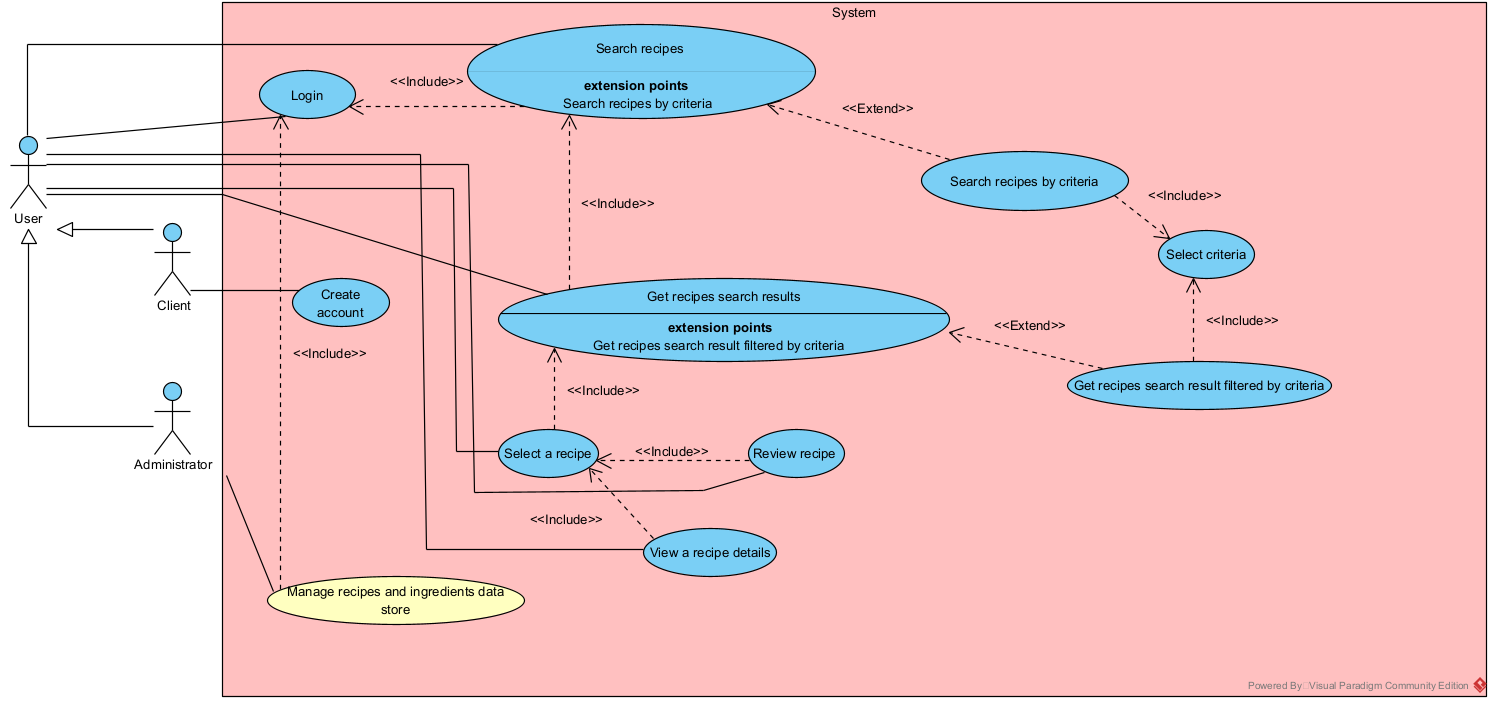 System
Search recipes
extension points
Search recipes by criteria
<<Include>>
Login
<<Extend>>
Search recipes by criteria
<<Include>>
User
<<Include>>
Select criteria
Client
Create
account
Get recipes search results
extension points
Get recipes search result filtered by criteria
<<Extend>>
<<Include>>
<<Include>>
<<Include>>
Get recipes search result filtered by criteria
Administrator
Select a recipe
<<Include>>
Review recipe
<<Include>>
View a recipe details
Manage recipes and ingredients data
store
Powered By Visual Paradigm Community Edition